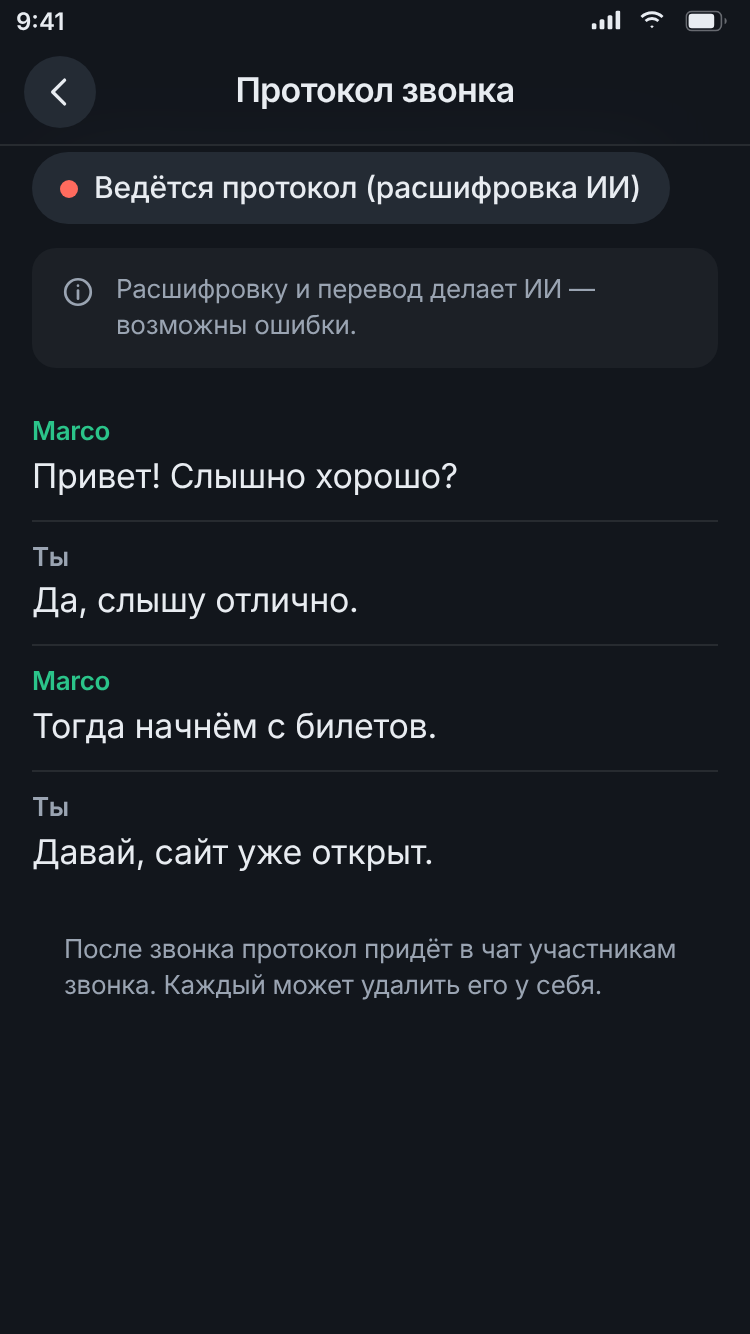 9:41
Протокол звонка
Ведётся протокол (расшифровка ИИ)
Расшифровку и перевод делает ИИ —
возможны ошибки.
Marco
Привет! Слышно хорошо?
Ты
Да, слышу отлично.
Marco
Тогда начнём с билетов.
Ты
Давай, сайт уже открыт.
После звонка протокол придёт в чат участникам
звонка. Каждый может удалить его у себя.